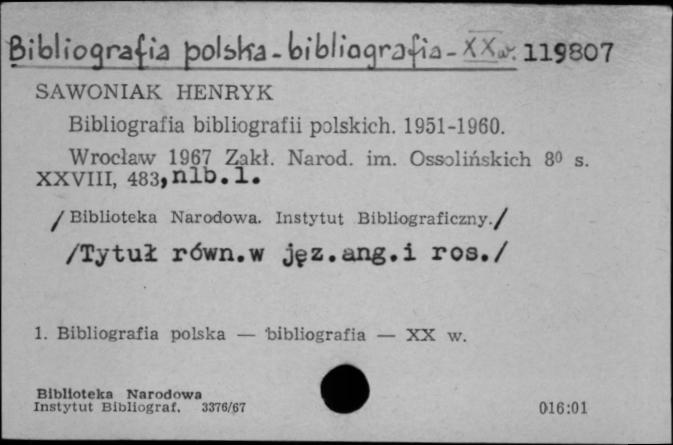 Bibliografia polska - bibliografia - XX w. 119807
SAWONIAK HENRYK
Bibliografia bibliografii polskich. 1951-1960.
Wrocław 1967 Zakł. Narod. im. Ossolińskich 8⁰ s.
XXVIII, 483, nlb. 1.
/Biblioteka Narodowa. Instytut Bibliograficzny./
/Tytuł równ.w jęz.ang.i ros./
1. Bibliografia polska — bibliografia — XX w.
Biblioteka Narodowa
Instytut Bibliograf. 3376/67 016:01